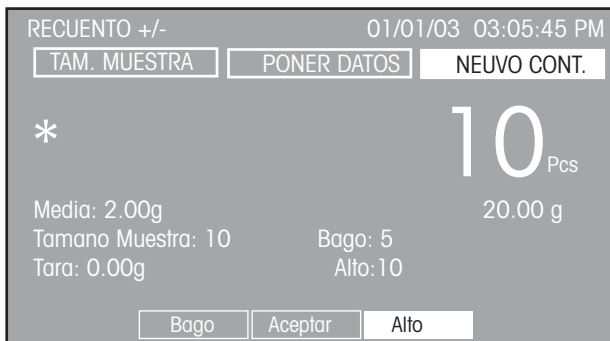 RECUENTO +/- 01/01/03 03:05:45 PM
TAM. MUESTRA PONER DATOS NEUVO CONT.
* 10 Pcs
Media: 2.00g 20.00 g
Tamano Muestra: 10 Bago: 5
Tara: 0.00g Alto:10
Bago Aceptar Alto